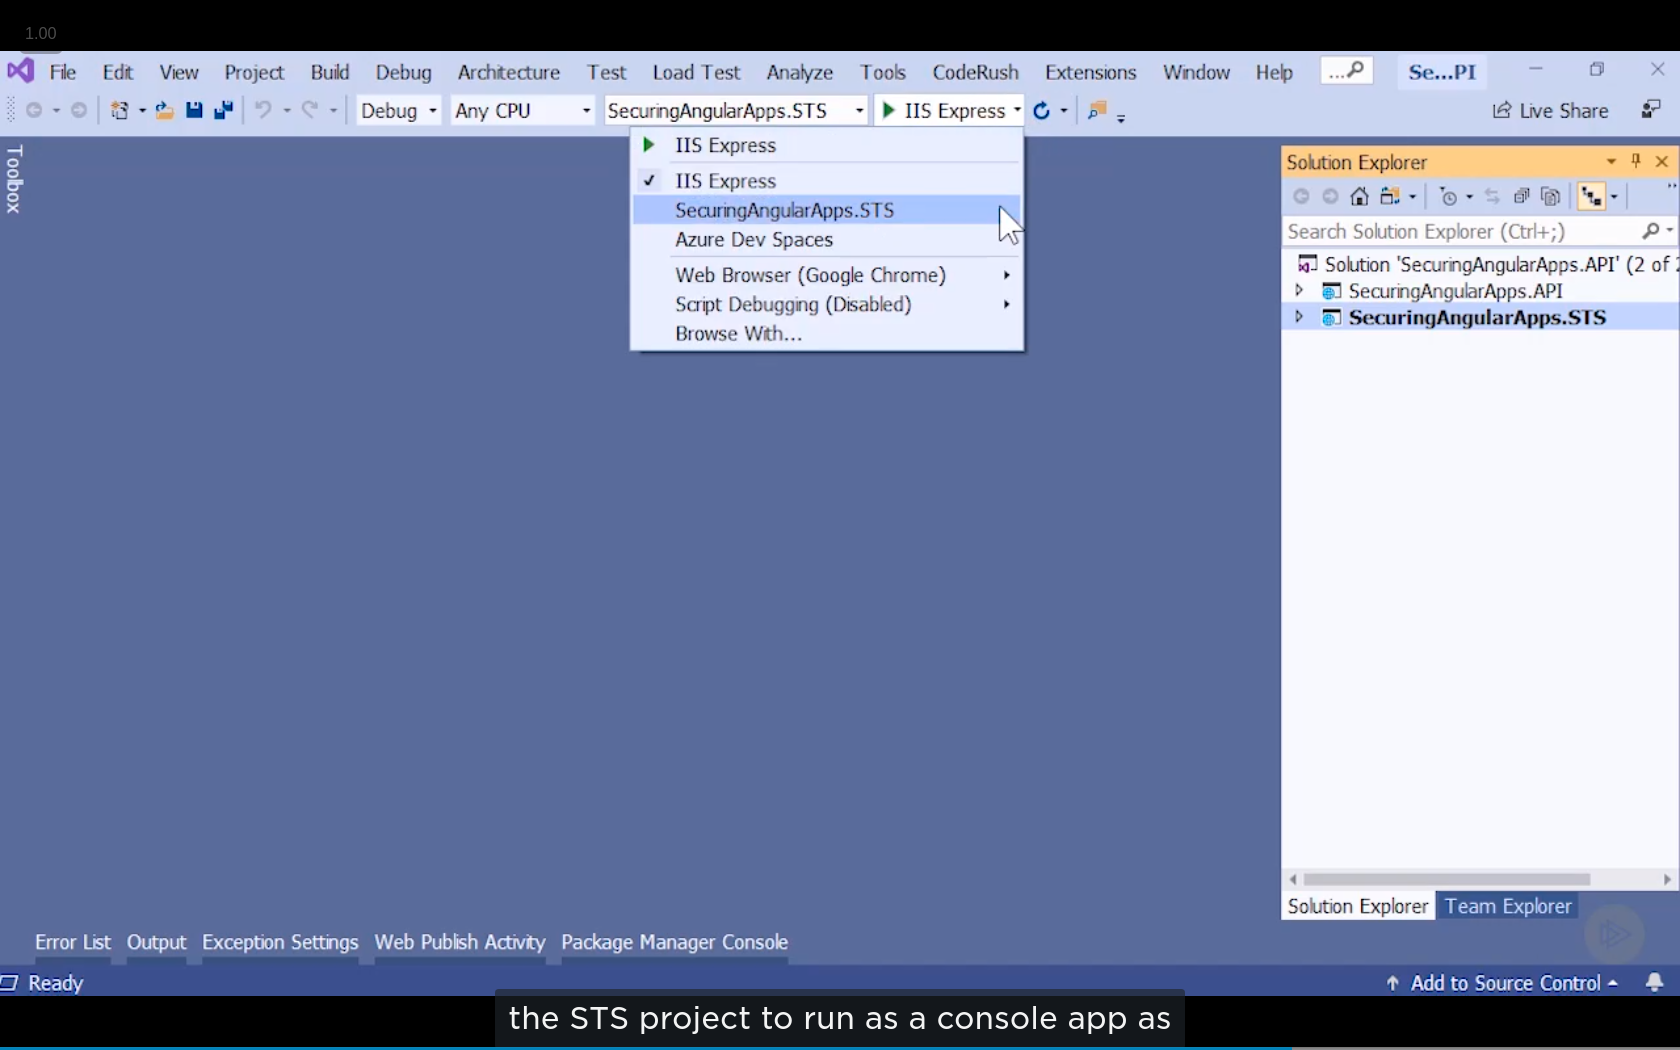 1.00
File Edit View Project Build Debug Architecture Test Load Test Analyze Tools CodeRush Extensions Window Help ... Se...PI
Debug Any CPU SecuringAngularApps.STS IIS Express Live Share
Toolbox
IIS Express
IIS Express
SecuringAngularApps.STS
Azure Dev Spaces
Web Browser (Google Chrome)
Script Debugging (Disabled)
Browse With...
Solution Explorer
Search Solution Explorer (Ctrl+;)
Solution 'SecuringAngularApps.API' (2 of
SecuringAngularApps.API
SecuringAngularApps.STS
Solution Explorer Team Explorer
Error List Output Exception Settings Web Publish Activity Package Manager Console
Ready Add to Source Control
the STS project to run as a console app as